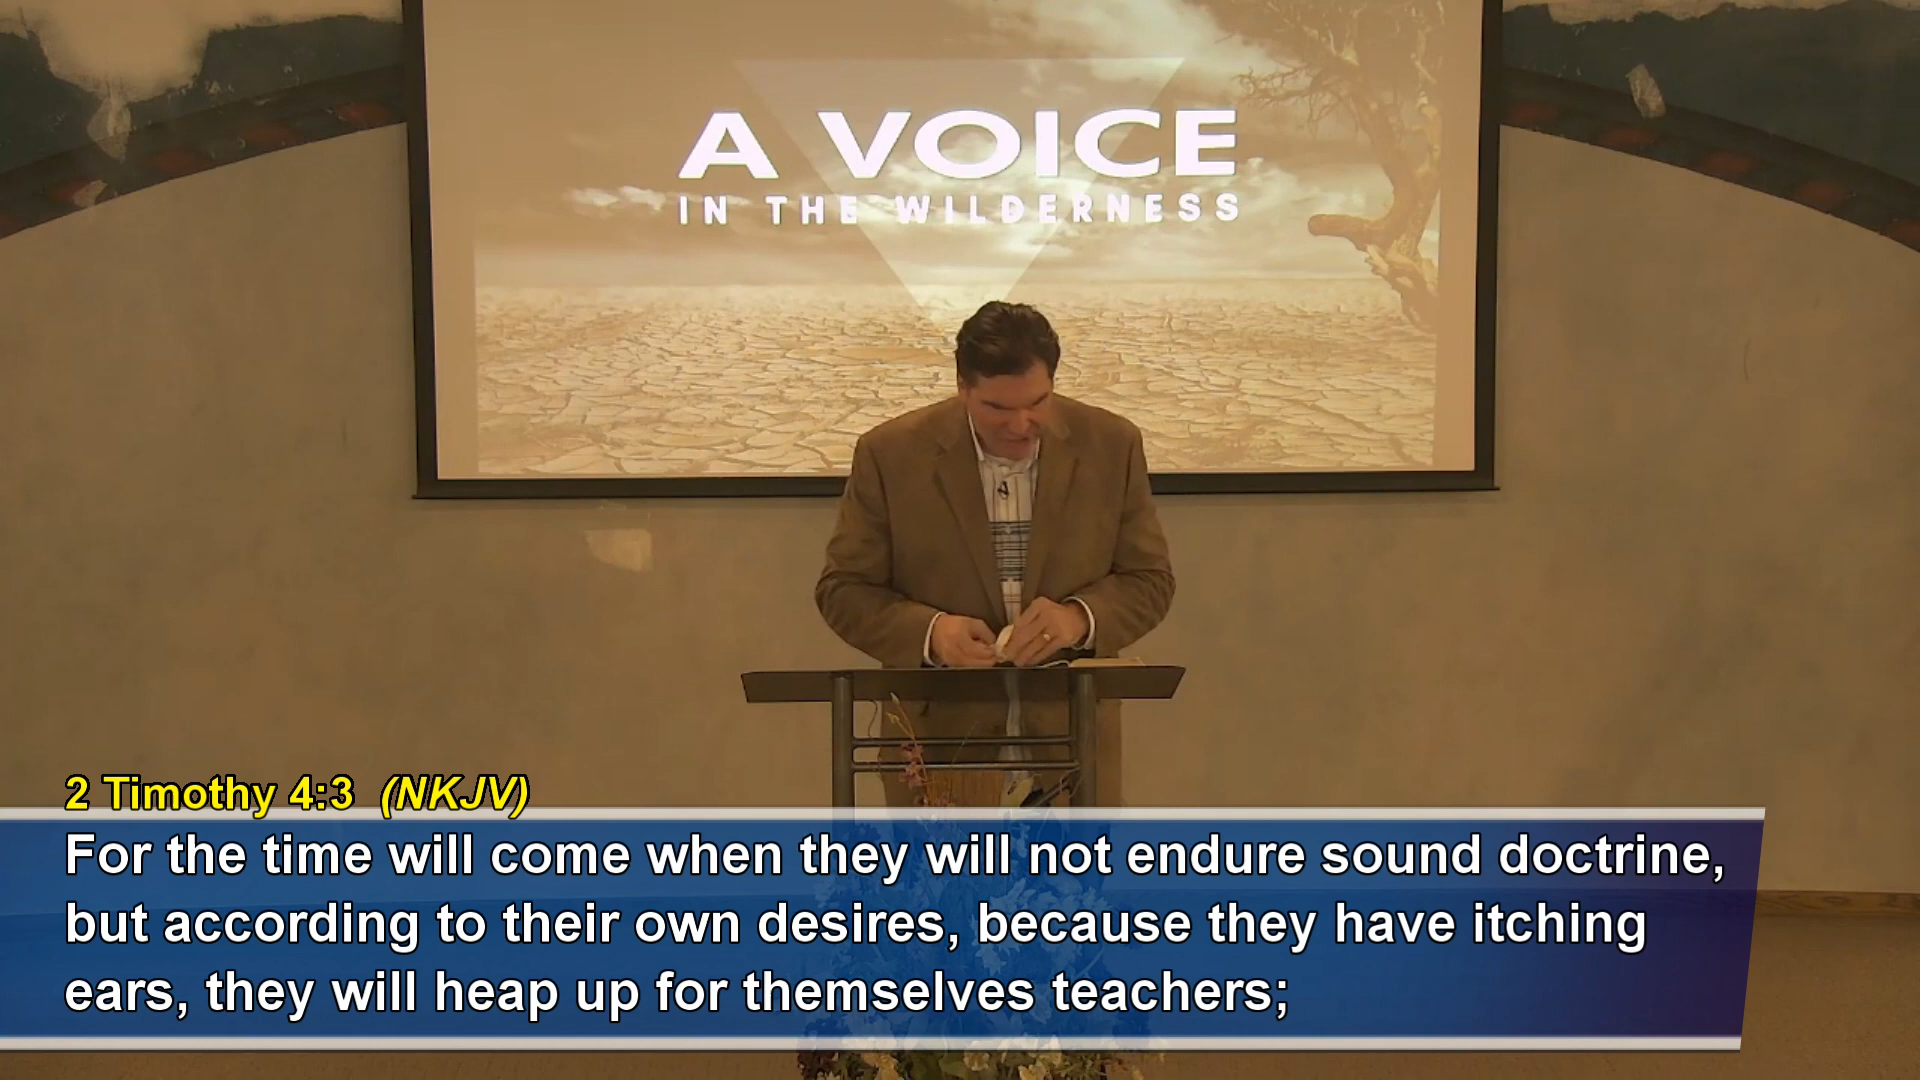 A VOICE
IN THE WILDERNESS
2 Timothy 4:3 (NKJV)
For the time will come when they will not endure sound doctrine,
but according to their own desires, because they have itching
ears, they will heap up for themselves teachers;